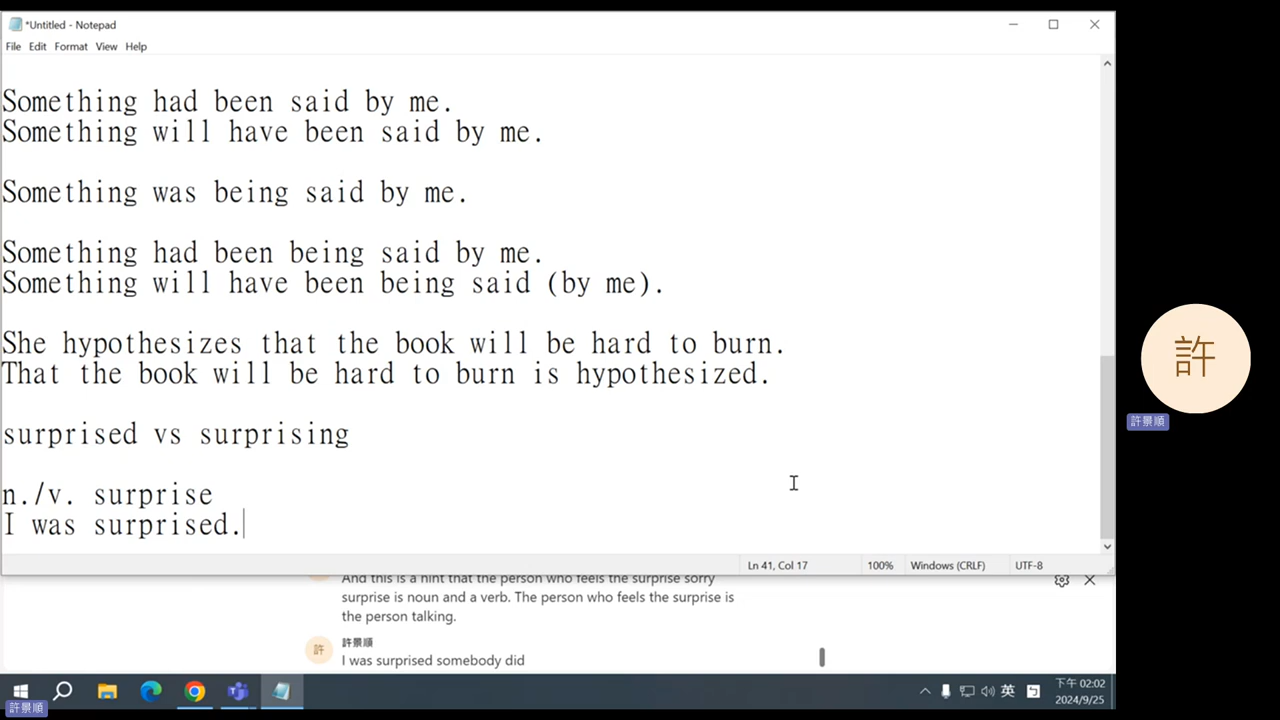 *Untitled - Notepad
File Edit Format View Help
Something had been said by me.
Something will have been said by me.
Something was being said by me.
Something had been being said by me.
Something will have been being said (by me).
She hypothesizes that the book will be hard to burn.
That the book will be hard to burn is hypothesized.
surprised vs surprising
n./v. surprise
I was surprised.
Ln 41, Col 17 100% Windows (CRLF) UTF-8
And this is a hint that the person who feels the surprise sorry
surprise is noun and a verb. The person who feels the surprise is
the person talking.
許
許景順
I was surprised somebody did
許
許景順
英
下午 02:02
2024/9/25
許景順